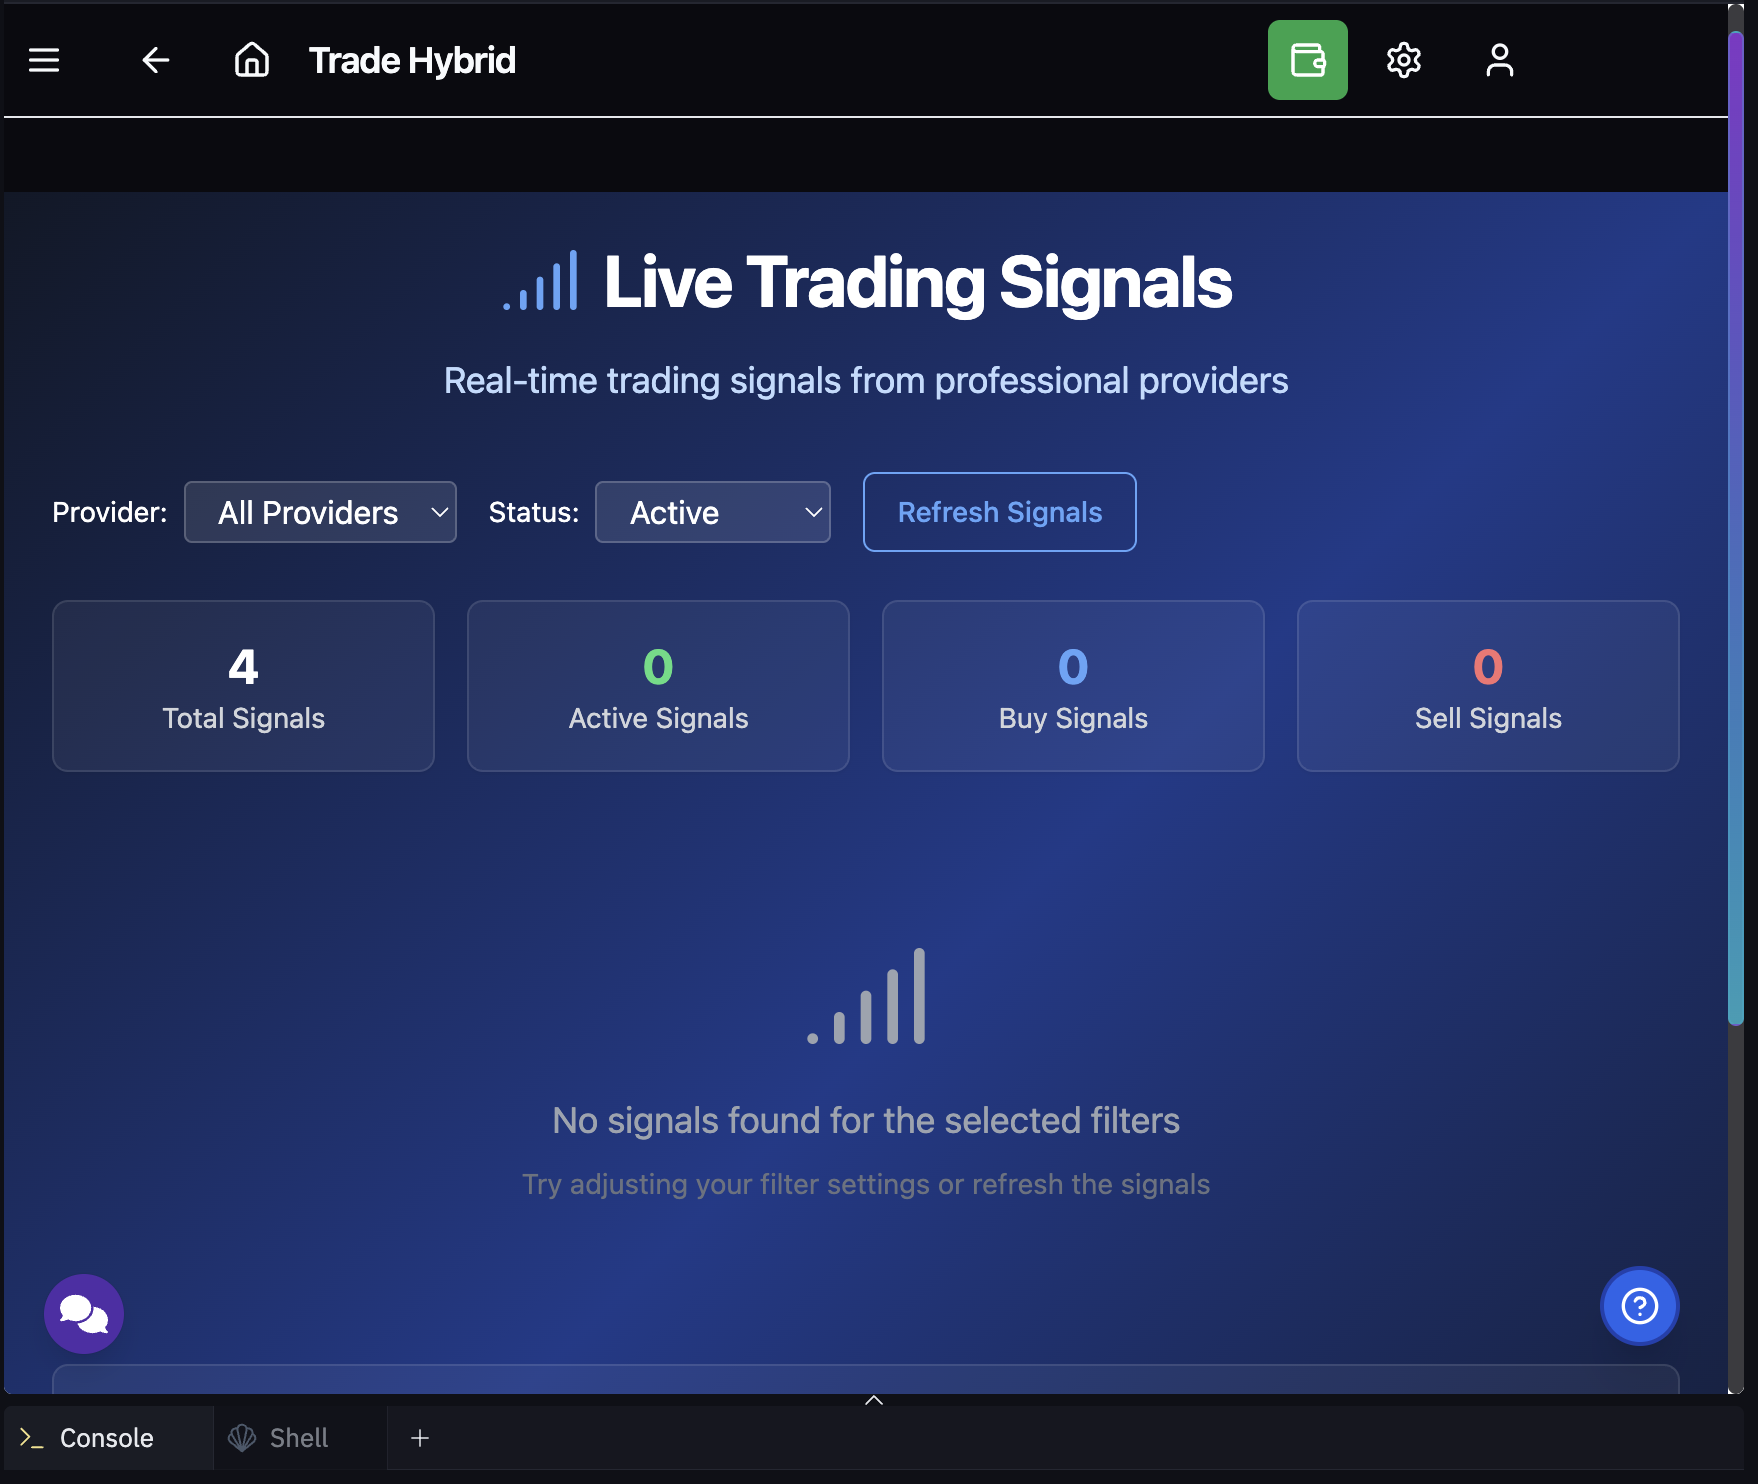 Trade Hybrid
Live Trading Signals
Real-time trading signals from professional providers
Provider: All Providers Status: Active Refresh Signals
4 0 0 0
Total Signals Active Signals Buy Signals Sell Signals
No signals found for the selected filters
Try adjusting your filter settings or refresh the signals
Console Shell